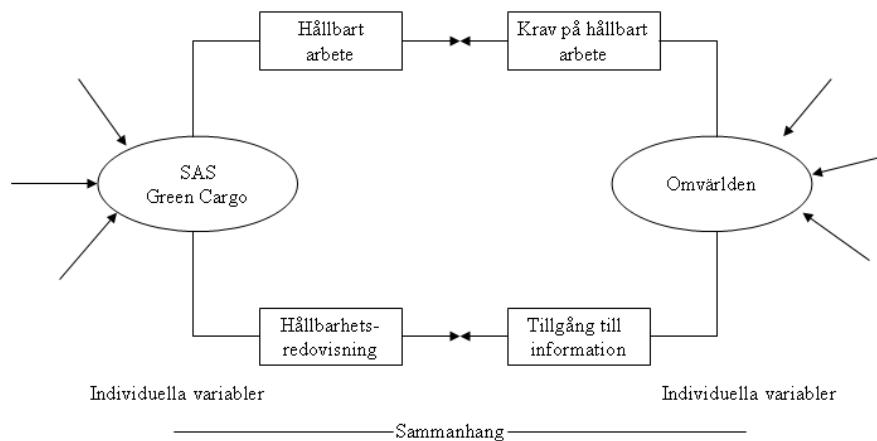 Hållbart
arbete
Krav på hållbart
arbete
SAS
Green Cargo
Omvärlden
Hållbarhets-
redovisning
Tillgång till
information
Individuella variabler
Individuella variabler
Sammanhang